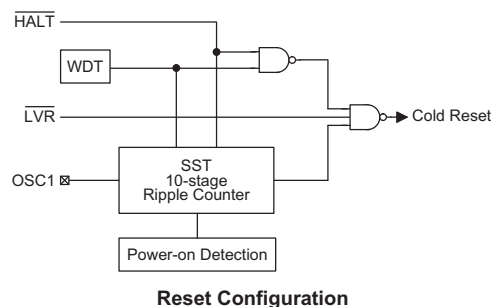 HALT
WDT
LVR
Cold Reset
OSC1
SST
10-stage
Ripple Counter
Power-on Detection
Reset Configuration